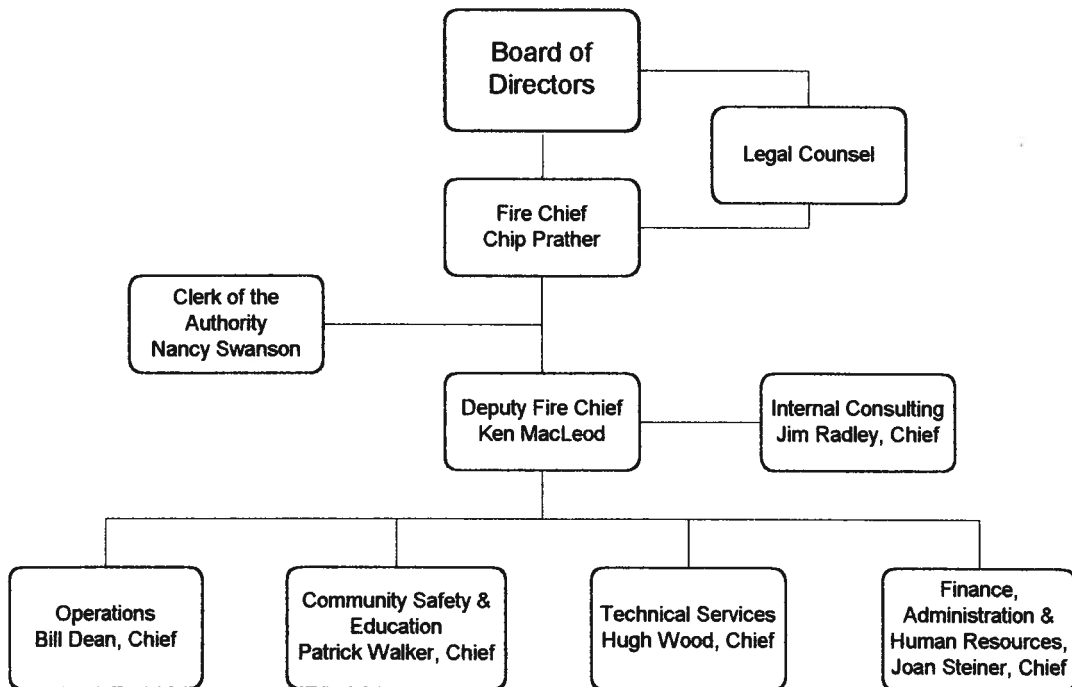 Board of
Directors
Legal Counsel
Fire Chief
Chip Prather
Clerk of the
Authority
Nancy Swanson
Deputy Fire Chief
Ken MacLeod
Internal Consulting
Jim Radley, Chief
Operations
Bill Dean, Chief
Community Safety &
Education
Patrick Walker, Chief
Technical Services
Hugh Wood, Chief
Finance,
Administration &
Human Resources,
Joan Steiner, Chief